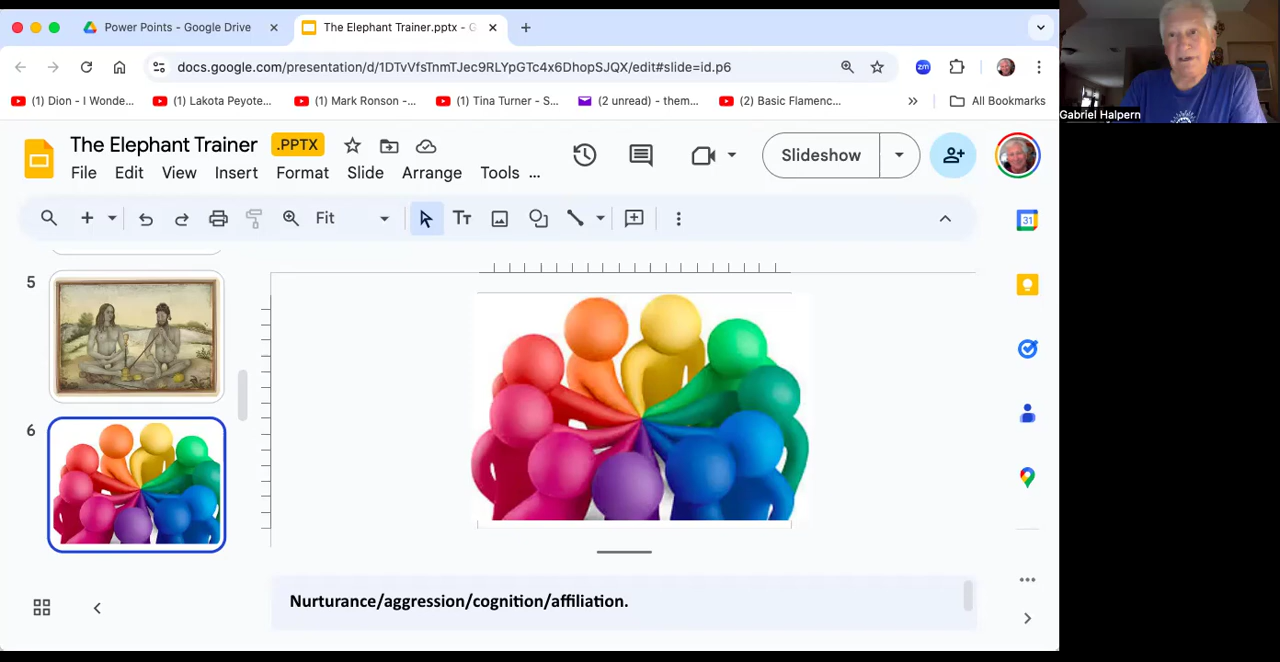 Power Points - Google Drive
The Elephant Trainer.pptx - G
docs.google.com/presentation/d/1DTvVfsTnmTJec9RLYpGTc4x6DhopSJQX/edit#slide=id.p6
zm
(1) Dion - I Wonde...
(1) Lakota Peyote...
(1) Mark Ronson -...
(1) Tina Turner - S...
(2 unread) - them...
(2) Basic Flamenc...
All Bookmarks
Gabriel Halpern
The Elephant Trainer
.PPTX
Slideshow
File Edit View Insert Format Slide Arrange Tools ...
Fit
31
5
6
Nurturance/aggression/cognition/affiliation.